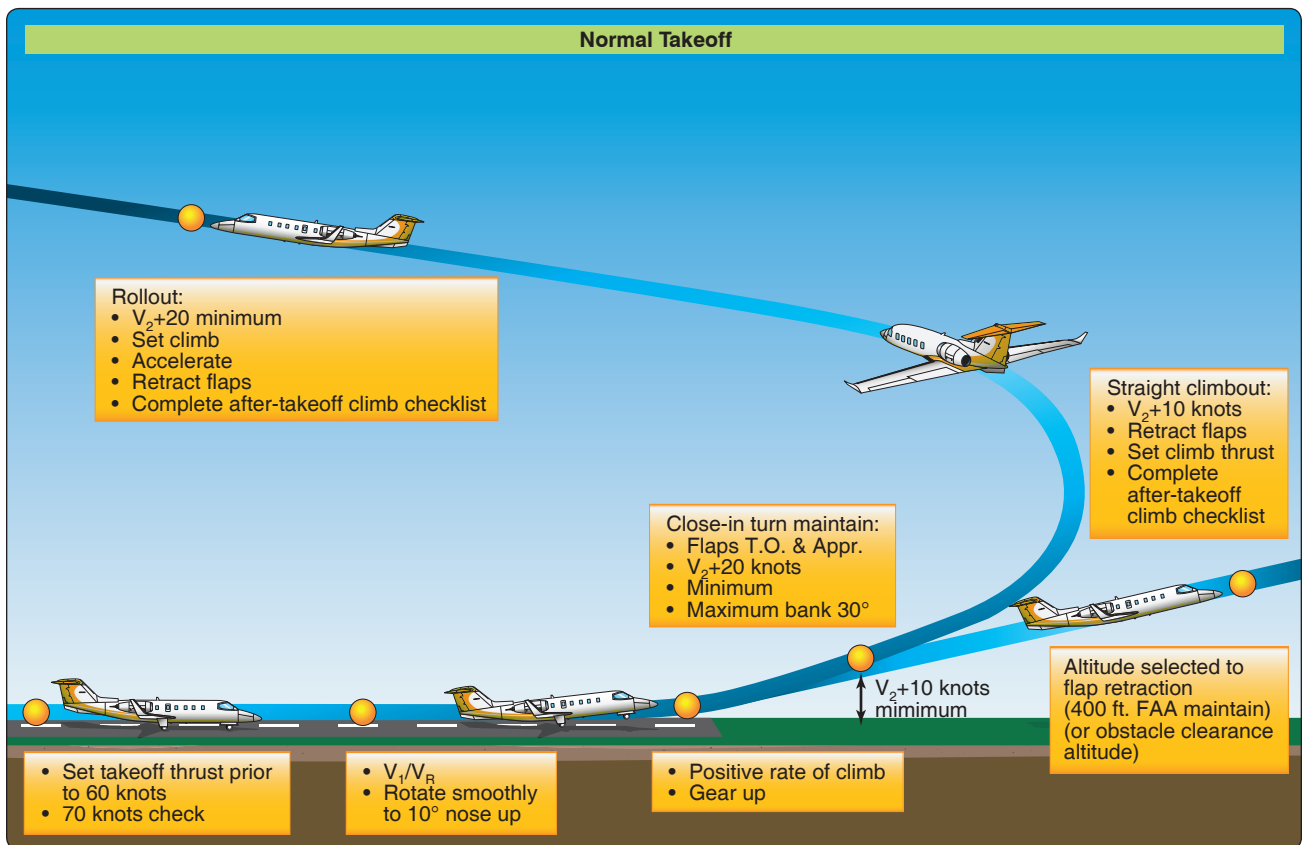 Normal Takeoff
Rollout:
• V₂+20 minimum
• Set climb
• Accelerate
• Retract flaps
• Complete after-takeoff climb checklist
Straight climbout:
• V₂+10 knots
• Retract flaps
• Set climb thrust
• Complete
after-takeoff
climb checklist
Close-in turn maintain:
• Flaps T.O. & Appr.
• V₂+20 knots
• Minimum
• Maximum bank 30°
V₂+10 knots
mimimum
Altitude selected to
flap retraction
(400 ft. FAA maintain)
(or obstacle clearance
altitude)
• Set takeoff thrust prior
to 60 knots
• 70 knots check
• V₁/VR
• Rotate smoothly
to 10° nose up
• Positive rate of climb
• Gear up